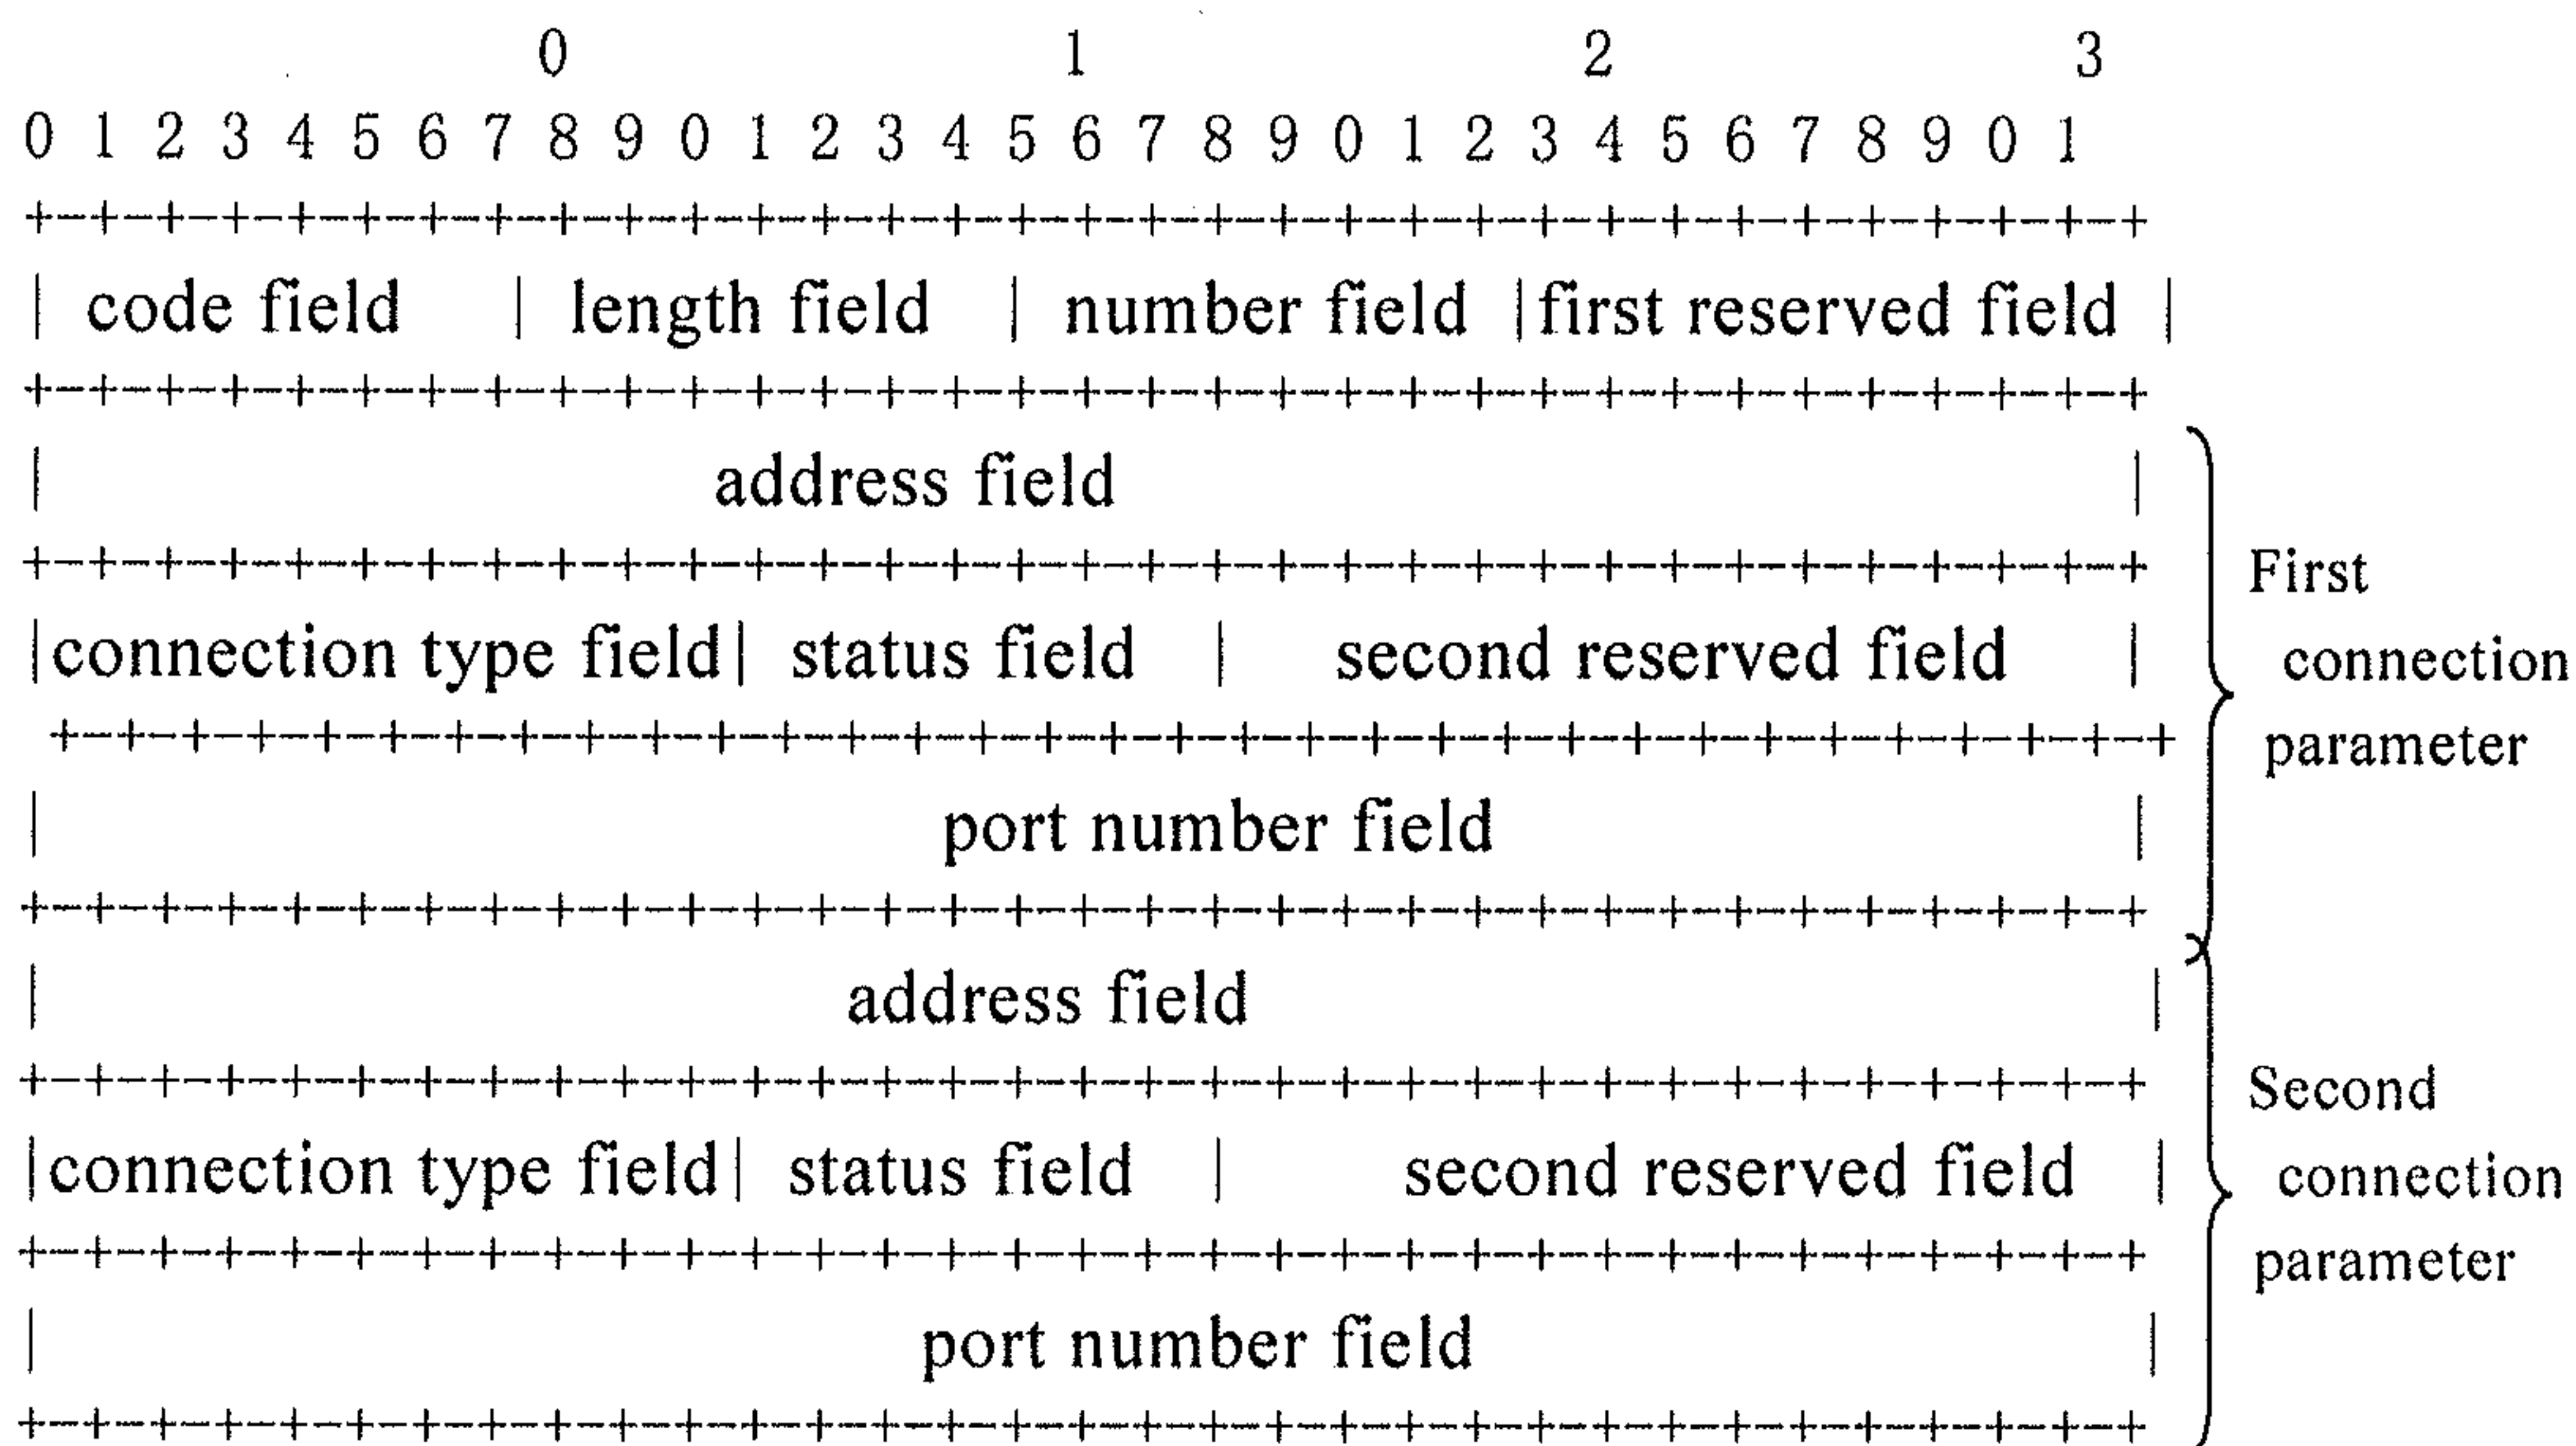 0 1 2 3
0 1 2 3 4 5 6 7 8 9 0 1 2 3 4 5 6 7 8 9 0 1 2 3 4 5 6 7 8 9 0 1
+-+-+-+-+-+-+-+-+-+-+-+-+-+-+-+-+-+-+-+-+-+-+-+-+-+-+-+-+-+-+-+-+
| code field | length field | number field |first reserved field |
+-+-+-+-+-+-+-+-+-+-+-+-+-+-+-+-+-+-+-+-+-+-+-+-+-+-+-+-+-+-+-+-+
| address field |
+-+-+-+-+-+-+-+-+-+-+-+-+-+-+-+-+-+-+-+-+-+-+-+-+-+-+-+-+-+-+-+-+
|connection type field| status field | second reserved field |
+-+-+-+-+-+-+-+-+-+-+-+-+-+-+-+-+-+-+-+-+-+-+-+-+-+-+-+-+-+-+-+-+
| port number field |
+-+-+-+-+-+-+-+-+-+-+-+-+-+-+-+-+-+-+-+-+-+-+-+-+-+-+-+-+-+-+-+-+
First
connection
parameter
| address field |
+-+-+-+-+-+-+-+-+-+-+-+-+-+-+-+-+-+-+-+-+-+-+-+-+-+-+-+-+-+-+-+-+
|connection type field| status field | second reserved field |
+-+-+-+-+-+-+-+-+-+-+-+-+-+-+-+-+-+-+-+-+-+-+-+-+-+-+-+-+-+-+-+-+
| port number field |
+-+-+-+-+-+-+-+-+-+-+-+-+-+-+-+-+-+-+-+-+-+-+-+-+-+-+-+-+-+-+-+-+
Second
connection
parameter